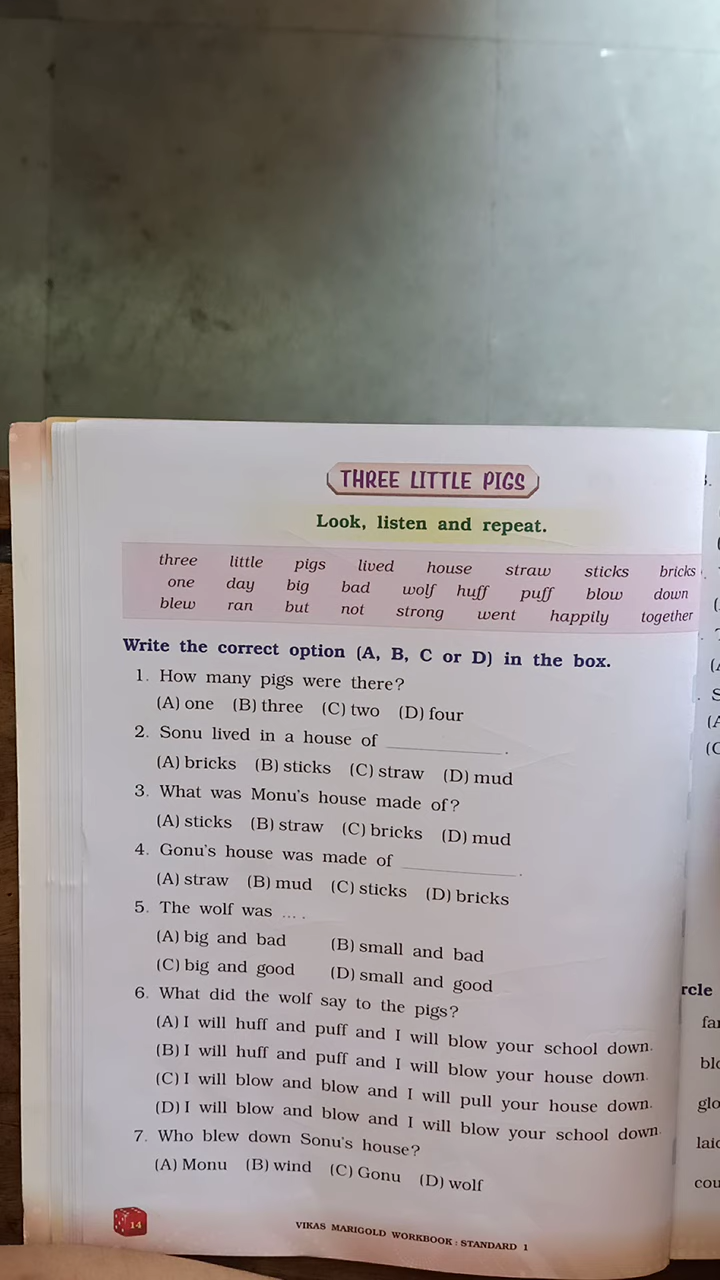 THREE LITTLE PIGS
Look, listen and repeat.
three little pigs lived house straw sticks bricks
one day big bad wolf huff puff blow down
blew ran but not strong went happily together
Write the correct option (A, B, C or D) in the box.
1. How many pigs were there?
(A) one (B) three (C) two (D) four
2. Sonu lived in a house of ____________.
(A) bricks (B) sticks (C) straw (D) mud
3. What was Monu's house made of?
(A) sticks (B) straw (C) bricks (D) mud
4. Gonu's house was made of ____________.
(A) straw (B) mud (C) sticks (D) bricks
5. The wolf was ... .
(A) big and bad (B) small and bad
(C) big and good (D) small and good
6. What did the wolf say to the pigs?
(A) I will huff and puff and I will blow your school down.
(B) I will huff and puff and I will blow your house down.
(C) I will blow and blow and I will pull your house down.
(D) I will blow and blow and I will blow your school down.
7. Who blew down Sonu's house?
(A) Monu (B) wind (C) Gonu (D) wolf
14
VIKAS MARIGOLD WORKBOOK : STANDARD 1